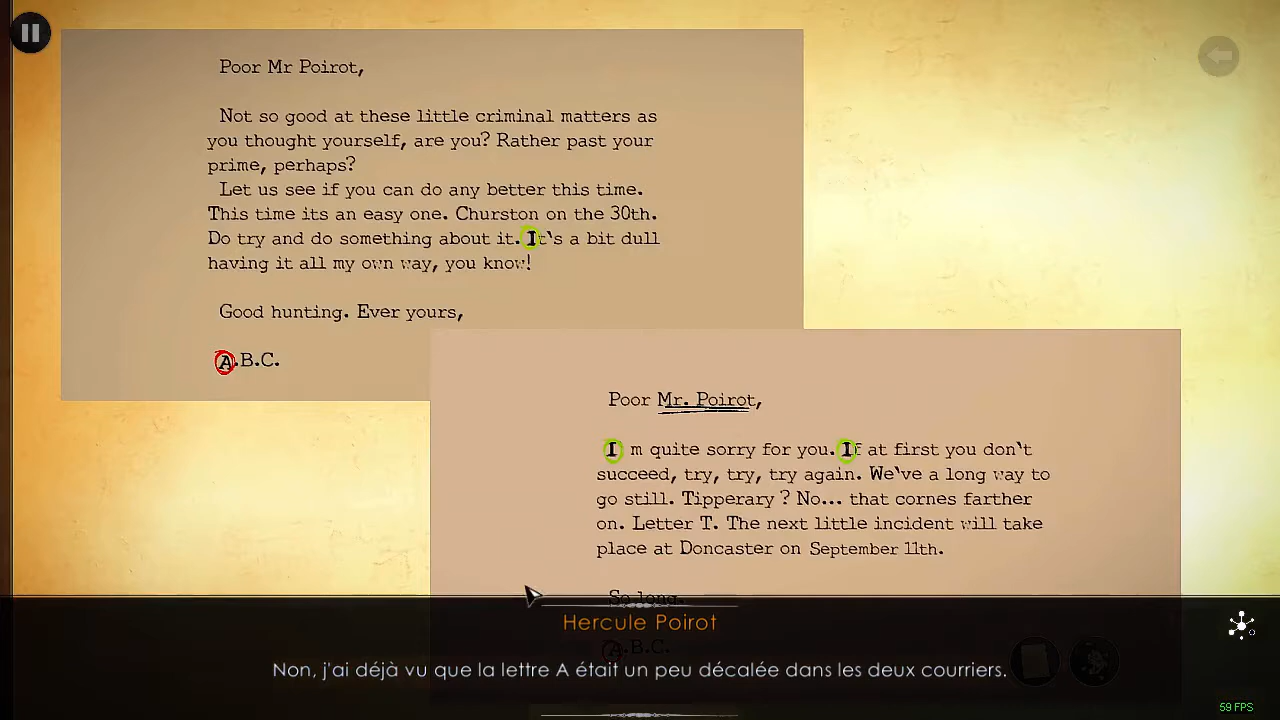 Poor Mr Poirot,
Not so good at these little criminal matters as
you thought yourself, are you? Rather past your
prime, perhaps?
Let us see if you can do any better this time.
This time its an easy one. Churston on the 30th.
Do try and do something about it. It's a bit dull
having it all my own way, you know!
Good hunting. Ever yours,
A.B.C.
Poor Mr. Poirot,
I m quite sorry for you. If at first you don't
succeed, try, try, try again. We've a long way to
go still. Tipperary ? No... that cornes farther
on. Letter T. The next little incident will take
place at Doncaster on September 11th.
So long.
A.B.C.
Hercule Poirot
Non, j'ai déjà vu que la lettre A était un peu décalée dans les deux courriers.
59 FPS